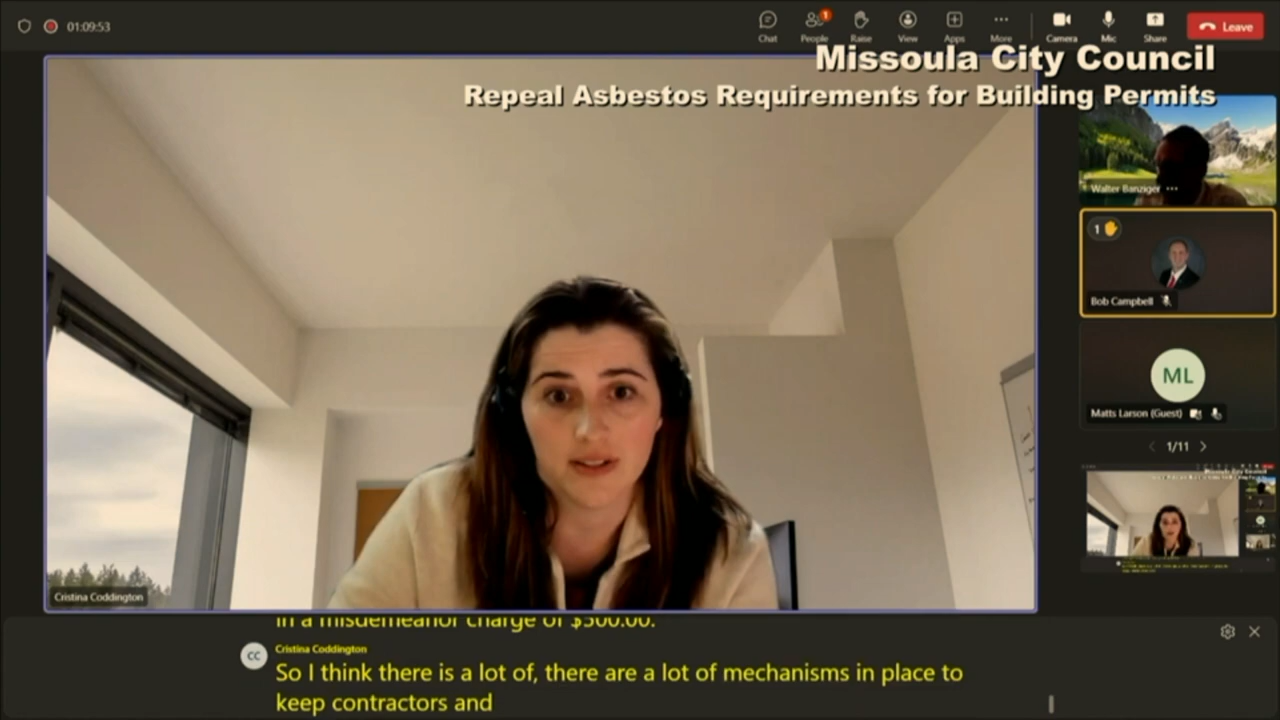 01:09:53
Chat
1
People
Raise
View
Apps
More
Camera
Mic
Share
Leave
Missoula City Council
Repeal Asbestos Requirements for Building Permits
Walter Banziger
1
Bob Campbell
ML
Matts Larson (Guest)
1/11
Cristina Coddington
in a misdemeanor charge of $500.00.
CC
Cristina Coddington
So I think there is a lot of, there are a lot of mechanisms in place to
keep contractors and